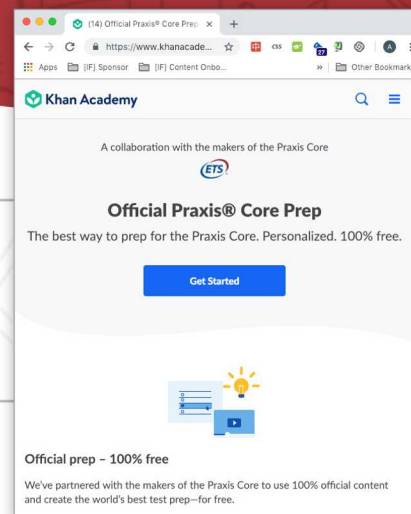 (14) Official Praxis® Core Prep
https://www.khanacade...
css
27
A
Apps
[IF] Sponsor
[IF] Content Onbo...
»
Other Bookmark
Khan Academy
A collaboration with the makers of the Praxis Core
ETS
Official Praxis® Core Prep
The best way to prep for the Praxis Core. Personalized. 100% free.
Get Started
Official prep – 100% free
We've partnered with the makers of the Praxis Core to use 100% official content
and create the world's best test prep—for free.